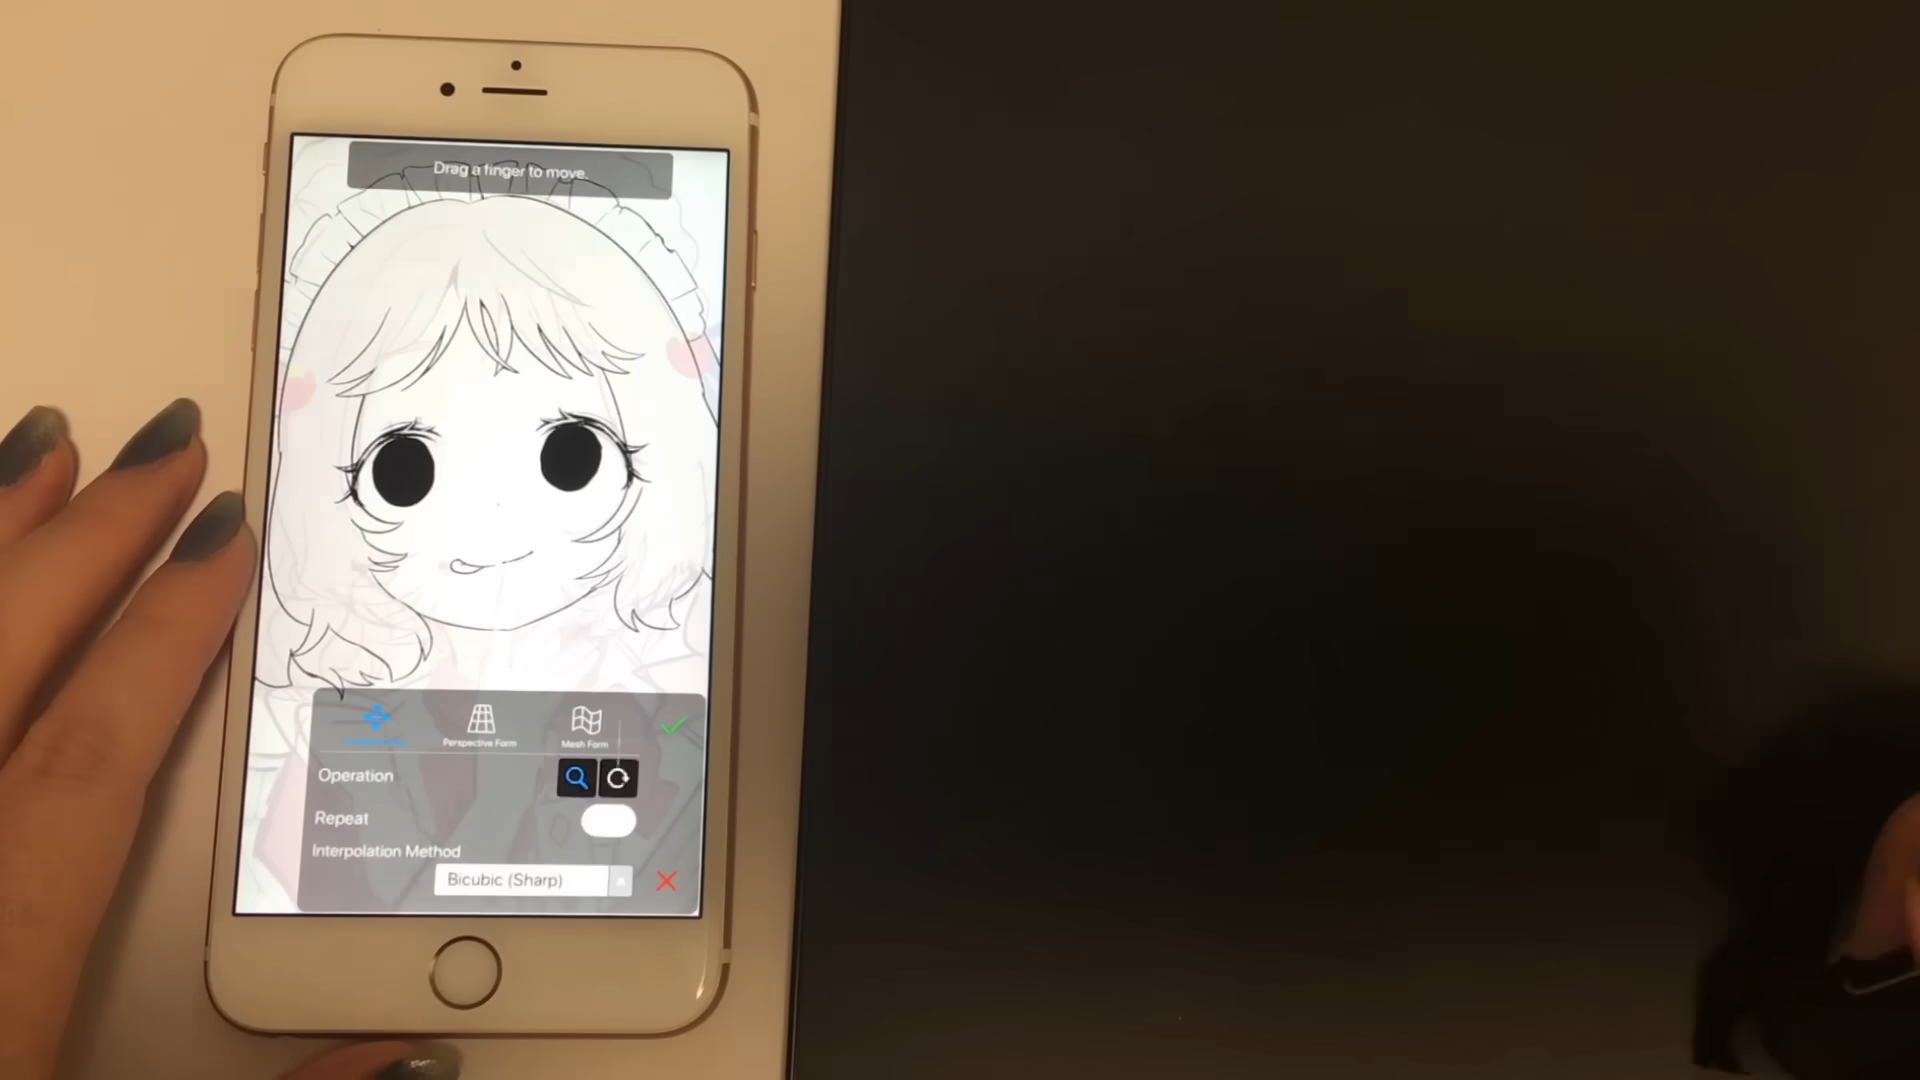 Drag a finger to move.
Perspective Form
Mesh Form
Operation
Repeat
Interpolation Method
Bicubic (Sharp)